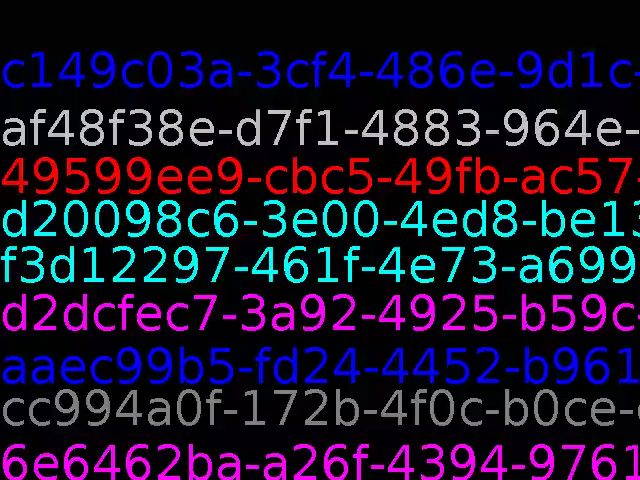 c149c03a-3cf4-486e-9d1c-
af48f38e-d7f1-4883-964e-
49599ee9-cbc5-49fb-ac57-
d20098c6-3e00-4ed8-be13
f3d12297-461f-4e73-a699
d2dcfec7-3a92-4925-b59c-
aaec99b5-fd24-4452-b961
cc994a0f-172b-4f0c-b0ce-
6e6462ba-a26f-4394-9761